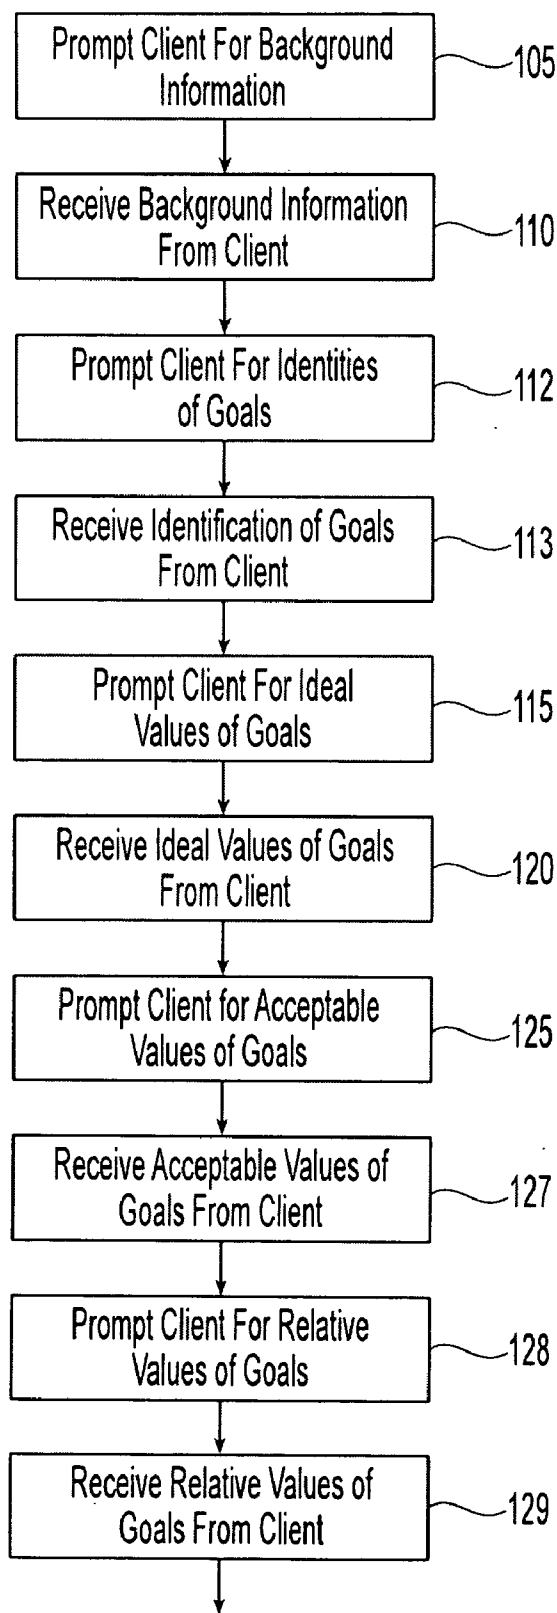 Prompt Client For Background
Information
105
Receive Background Information
From Client
110
Prompt Client For Identities
of Goals
112
Receive Identification of Goals
From Client
113
Prompt Client For Ideal
Values of Goals
115
Receive Ideal Values of Goals
From Client
120
Prompt Client for Acceptable
Values of Goals
125
Receive Acceptable Values of
Goals From Client
127
Prompt Client For Relative
Values of Goals
128
Receive Relative Values of
Goals From Client
129